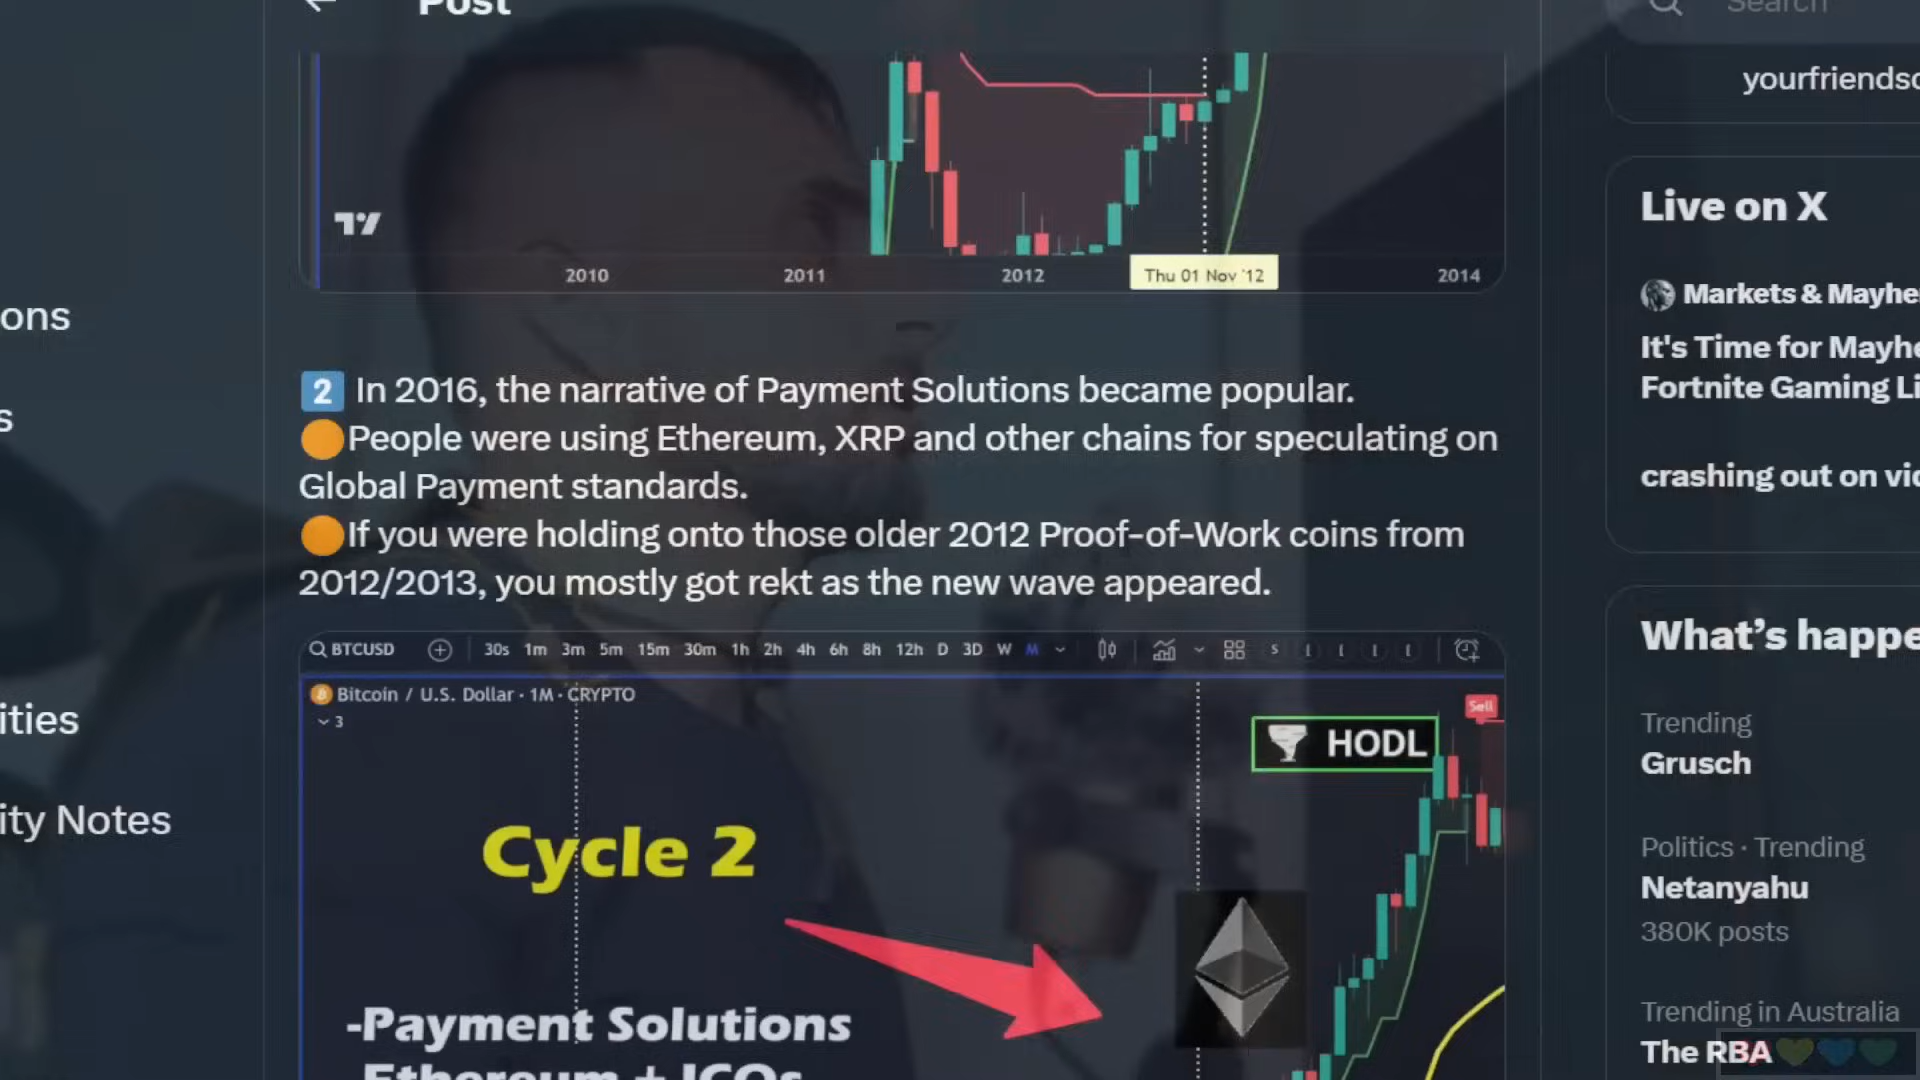 Post
Search
yourfriendsc
2010
2011
2012
Thu 01 Nov '12
2014
Live on X
Markets & Mayhe
It's Time for Mayhe
Fortnite Gaming Li
crashing out on vic
ons
s
ities
ity Notes
2 In 2016, the narrative of Payment Solutions became popular.
People were using Ethereum, XRP and other chains for speculating on
Global Payment standards.
If you were holding onto those older 2012 Proof-of-Work coins from
2012/2013, you mostly got rekt as the new wave appeared.
BTCUSD 30s 1m 3m 5m 15m 30m 1h 2h 4h 6h 8h 12h D 3D W M
Bitcoin / U.S. Dollar · 1M · CRYPTO
3
Sell
HODL
Cycle 2
-Payment Solutions
Ethereum + ICOs
What's happe
Trending
Grusch
Politics · Trending
Netanyahu
380K posts
Trending in Australia
The RBA